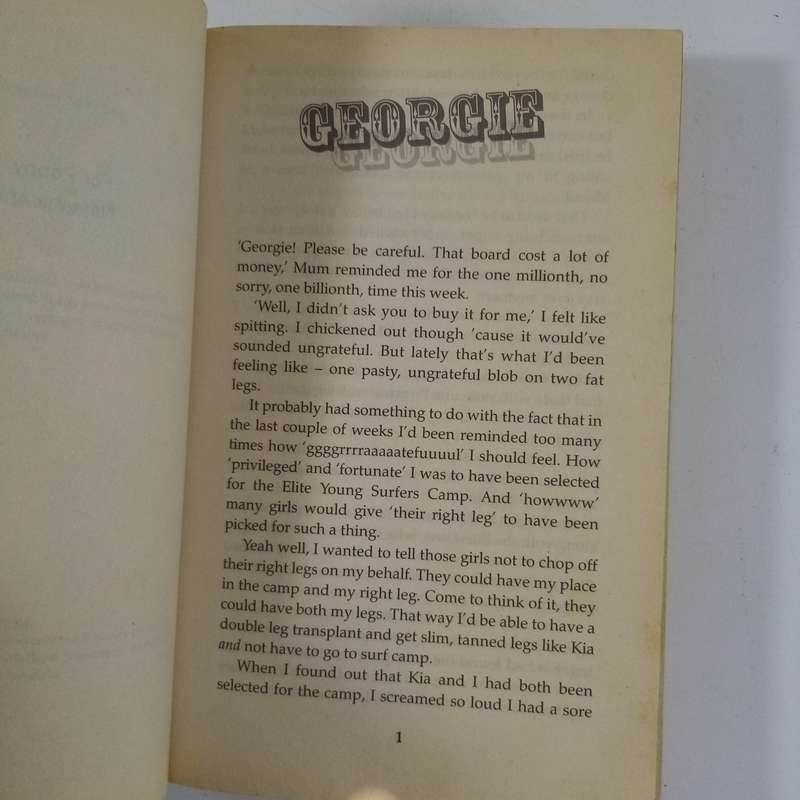 GEORGIE
'Georgie! Please be careful. That board cost a lot of
money,' Mum reminded me for the one millionth, no
sorry, one billionth, time this week.
'Well, I didn't ask you to buy it for me,' I felt like
spitting. I chickened out though 'cause it would've
sounded ungrateful. But lately that's what I'd been
feeling like – one pasty, ungrateful blob on two fat
legs.
It probably had something to do with the fact that in
the last couple of weeks I'd been reminded too many
times how 'ggggrrrraaaaatefuuuul' I should feel. How
'privileged' and 'fortunate' I was to have been selected
for the Elite Young Surfers Camp. And 'howwww'
many girls would give 'their right leg' to have been
picked for such a thing.
Yeah well, I wanted to tell those girls not to chop off
their right legs on my behalf. They could have my place
in the camp and my right leg. Come to think of it, they
could have both my legs. That way I'd be able to have a
double leg transplant and get slim, tanned legs like Kia
and not have to go to surf camp.
When I found out that Kia and I had both been
selected for the camp, I screamed so loud I had a sore
1